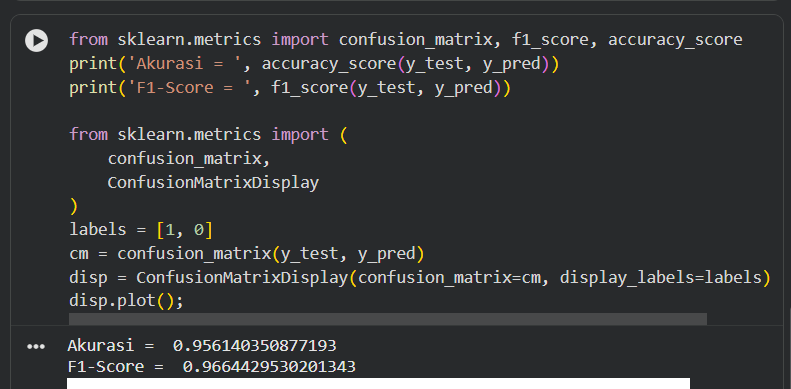 from sklearn.metrics import confusion_matrix, f1_score, accuracy_score
print('Akurasi = ', accuracy_score(y_test, y_pred))
print('F1-Score = ', f1_score(y_test, y_pred))
from sklearn.metrics import (
    confusion_matrix,
    ConfusionMatrixDisplay
)
labels = [1, 0]
cm = confusion_matrix(y_test, y_pred)
disp = ConfusionMatrixDisplay(confusion_matrix=cm, display_labels=labels)
disp.plot();
Akurasi =  0.956140350877193
F1-Score =  0.9664429530201343